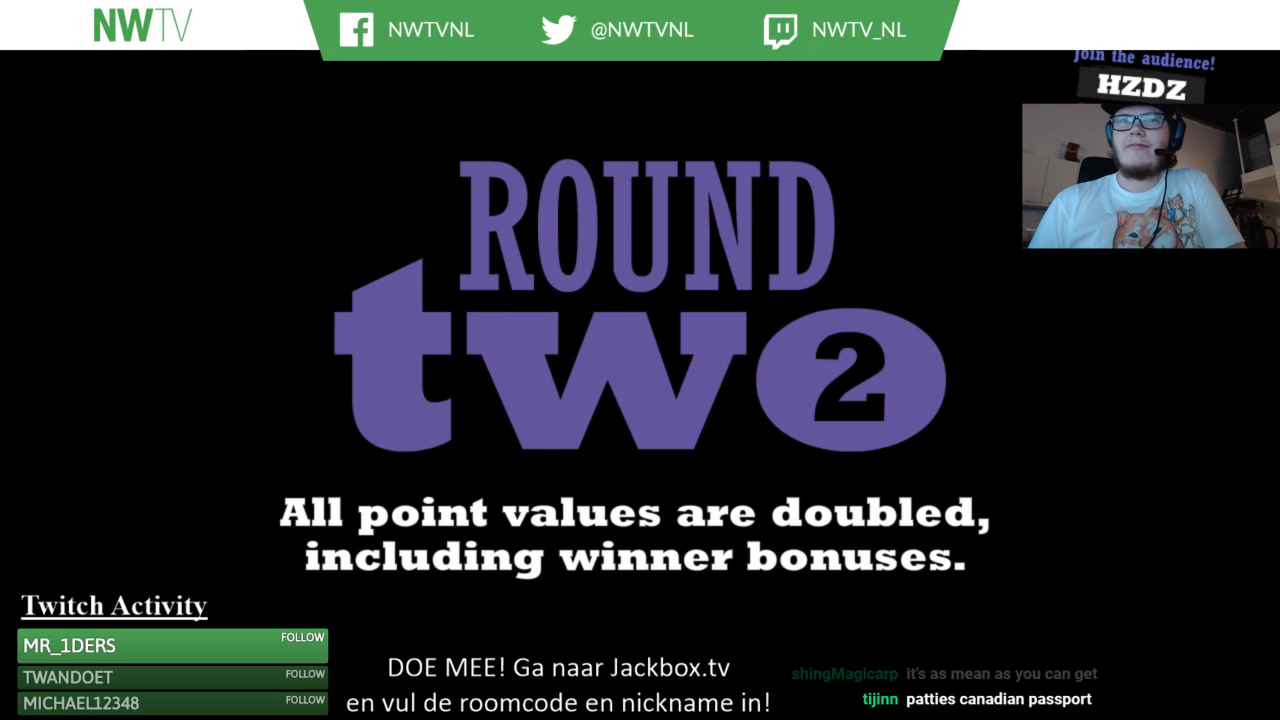 NWTV
NWTVNL
@NWTVNL
NWTV_NL
Join the audience!
HZDZ
ROUND
two
2
All point values are doubled,
including winner bonuses.
Twitch Activity
MR_1DERS FOLLOW
TWANDOET FOLLOW
MICHAEL12348 FOLLOW
DOE MEE! Ga naar Jackbox.tv
en vul de roomcode en nickname in!
shingMagicarp it's as mean as you can get
tijinn patties canadian passport